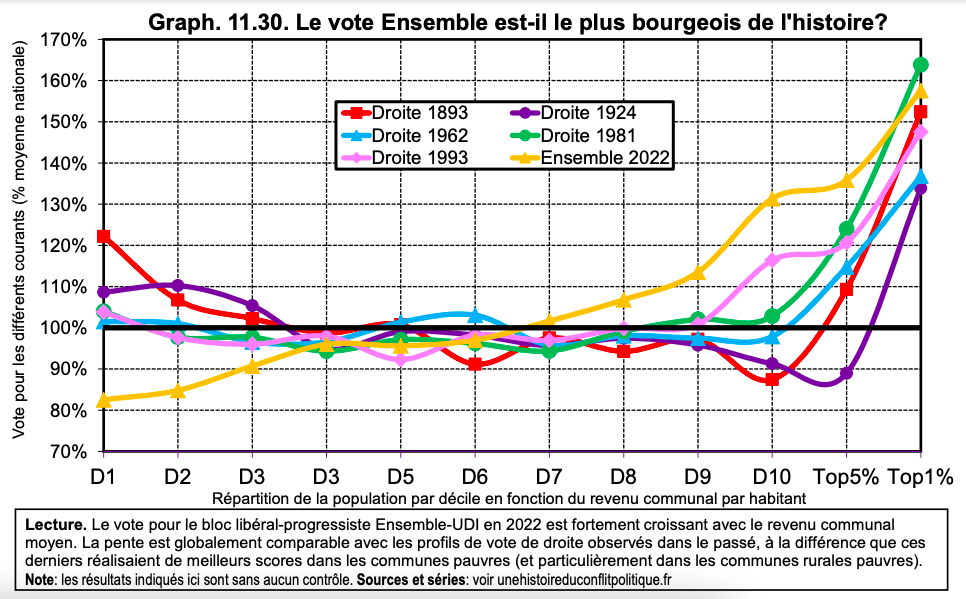 Graph. 11.30. Le vote Ensemble est-il le plus bourgeois de l'histoire?
Vote pour les différents courants (% moyenne nationale)
170%
160%
150%
140%
130%
120%
110%
100%
90%
80%
70%
Droite 1893
Droite 1924
Droite 1962
Droite 1981
Droite 1993
Ensemble 2022
D1 D2 D3 D3 D5 D6 D7 D8 D9 D10 Top5% Top1%
Répartition de la population par décile en fonction du revenu communal par habitant
Lecture. Le vote pour le bloc libéral-progressiste Ensemble-UDI en 2022 est fortement croissant avec le revenu communal
moyen. La pente est globalement comparable avec les profils de vote de droite observés dans le passé, à la différence que ces
derniers réalisaient de meilleurs scores dans les communes pauvres (et particulièrement dans les communes rurales pauvres).
Note: les résultats indiqués ici sont sans aucun contrôle. Sources et séries: voir unehistoireduconflitpolitique.fr